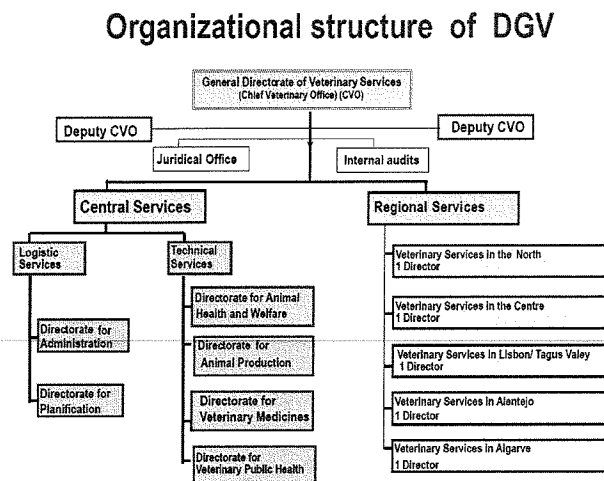 Organizational structure of DGV
General Directorate of Veterinary Services
(Chief Veterinary Office) (CVO)
Deputy CVO
Deputy CVO
Juridical Office
Internal audits
Central Services
Regional Services
Logistic
Services
Technical
Services
Directorate for
Administration
Directorate for
Planification
Directorate for Animal
Health and Welfare
Directorate for
Animal Production
Directorate for
Veterinary Medicines
Directorate for
Veterinary Public Health
Veterinary Services in the North
1 Director
Veterinary Services in the Centre
1 Director
Veterinary Services in Lisbon/ Tagus Valey
1 Director
Veterinary Services in Alentejo
1 Director
Veterinary Services in Algarve
1 Director